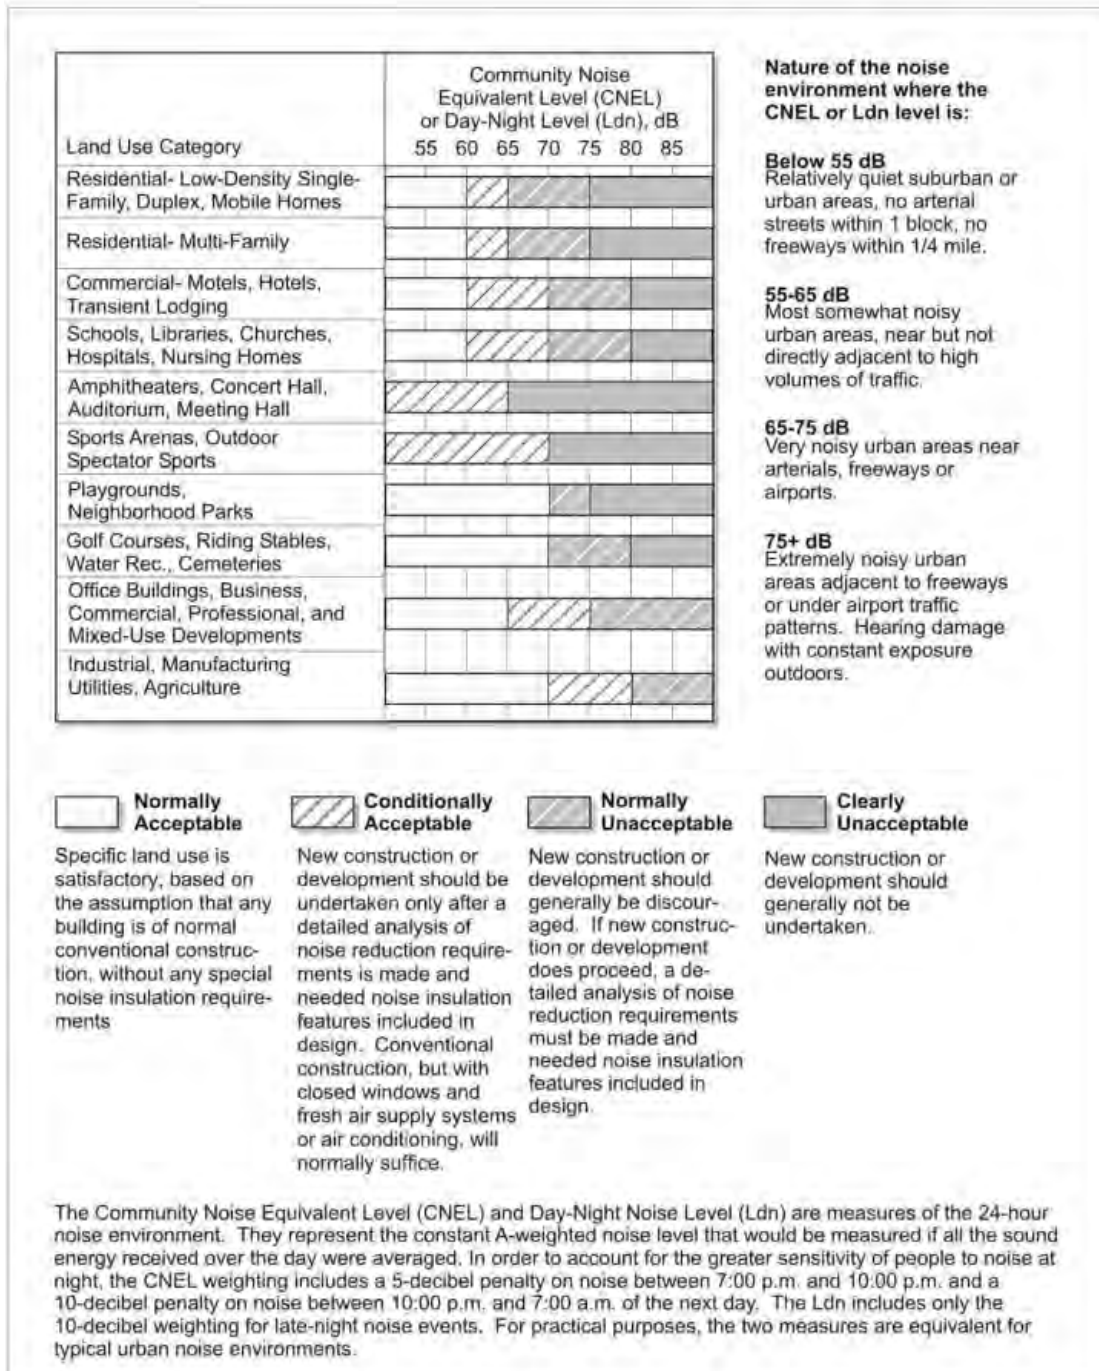 Community Noise
Equivalent Level (CNEL)
or Day-Night Level (Ldn), dB
Land Use Category
55 60 65 70 75 80 85
Residential- Low-Density Single-
Family, Duplex, Mobile Homes
Residential- Multi-Family
Commercial- Motels, Hotels,
Transient Lodging
Schools, Libraries, Churches,
Hospitals, Nursing Homes
Amphitheaters, Concert Hall,
Auditorium, Meeting Hall
Sports Arenas, Outdoor
Spectator Sports
Playgrounds,
Neighborhood Parks
Golf Courses, Riding Stables,
Water Rec., Cemeteries
Office Buildings, Business,
Commercial, Professional, and
Mixed-Use Developments
Industrial, Manufacturing
Utilities, Agriculture
Nature of the noise
environment where the
CNEL or Ldn level is:
Below 55 dB
Relatively quiet suburban or
urban areas, no arterial
streets within 1 block, no
freeways within 1/4 mile.
55-65 dB
Most somewhat noisy
urban areas, near but not
directly adjacent to high
volumes of traffic.
65-75 dB
Very noisy urban areas near
arterials, freeways or
airports.
75+ dB
Extremely noisy urban
areas adjacent to freeways
or under airport traffic
patterns. Hearing damage
with constant exposure
outdoors.
Normally
Acceptable
Specific land use is
satisfactory, based on
the assumption that any
building is of normal
conventional construc-
tion, without any special
noise insulation require-
ments
Conditionally
Acceptable
New construction or
development should be
undertaken only after a
detailed analysis of
noise reduction require-
ments is made and
needed noise insulation
features included in
design. Conventional
construction, but with
closed windows and
fresh air supply systems
or air conditioning, will
normally suffice.
Normally
Unacceptable
New construction or
development should
generally be discour-
aged. If new construc-
tion or development
does proceed, a de-
tailed analysis of noise
reduction requirements
must be made and
needed noise insulation
features included in
design.
Clearly
Unacceptable
New construction or
development should
generally not be
undertaken.
The Community Noise Equivalent Level (CNEL) and Day-Night Noise Level (Ldn) are measures of the 24-hour
noise environment. They represent the constant A-weighted noise level that would be measured if all the sound
energy received over the day were averaged. In order to account for the greater sensitivity of people to noise at
night, the CNEL weighting includes a 5-decibel penalty on noise between 7:00 p.m. and 10:00 p.m. and a
10-decibel penalty on noise between 10:00 p.m. and 7:00 a.m. of the next day. The Ldn includes only the
10-decibel weighting for late-night noise events. For practical purposes, the two measures are equivalent for
typical urban noise environments.